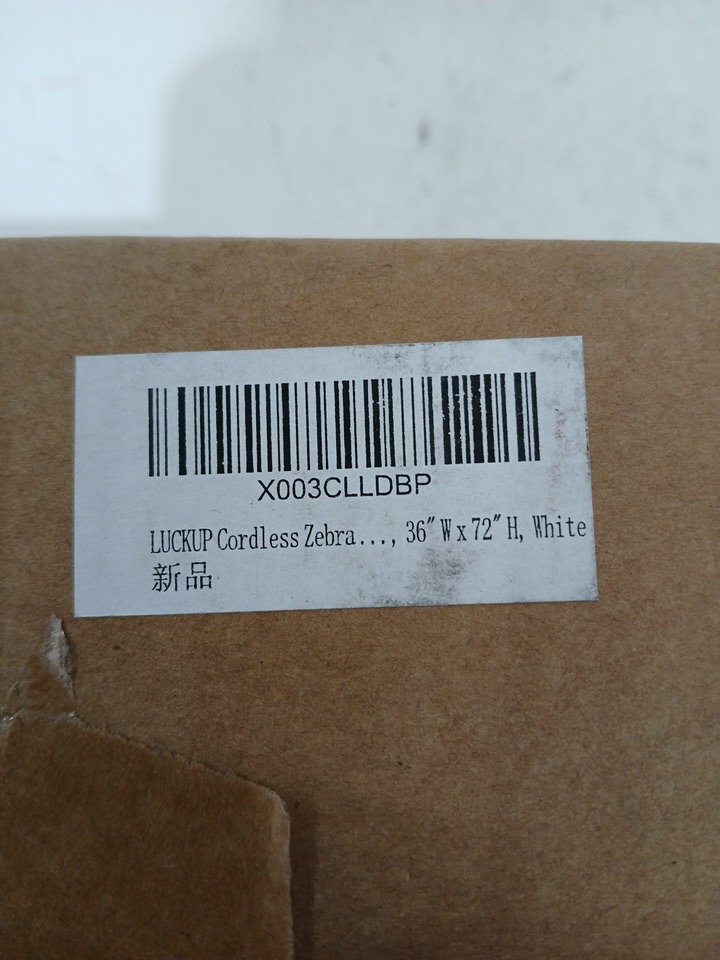 X003CLLDBP
LUCKUP Cordless Zebra..., 36" W x 72" H, White
新品